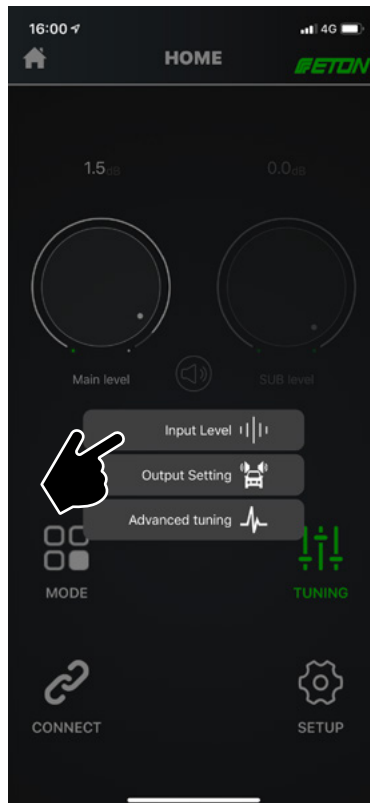 16:00 4G
HOME
ETON
1.5dB 0.0dB
Main level SUB level
Input Level
Output Setting
Advanced tuning
MODE TUNING
CONNECT SETUP